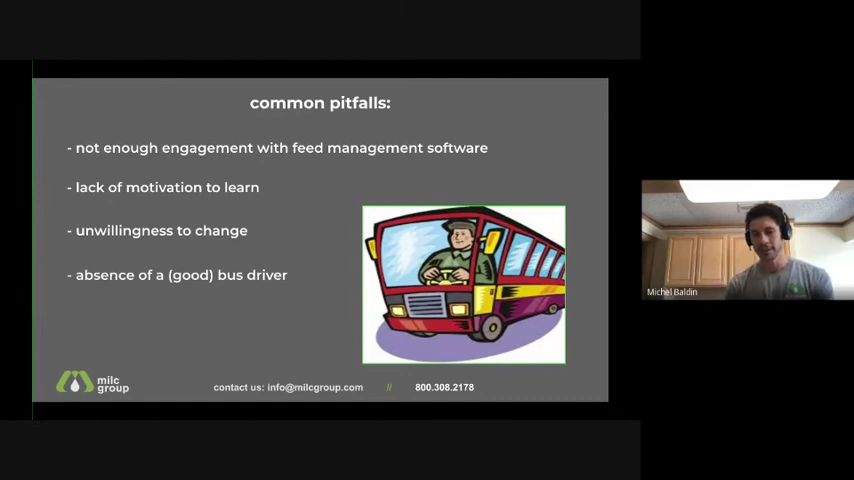 common pitfalls:
- not enough engagement with feed management software
- lack of motivation to learn
- unwillingness to change
- absence of a (good) bus driver
milc
group
contact us: info@milcgroup.com // 800.308.2178
Michel Baldin